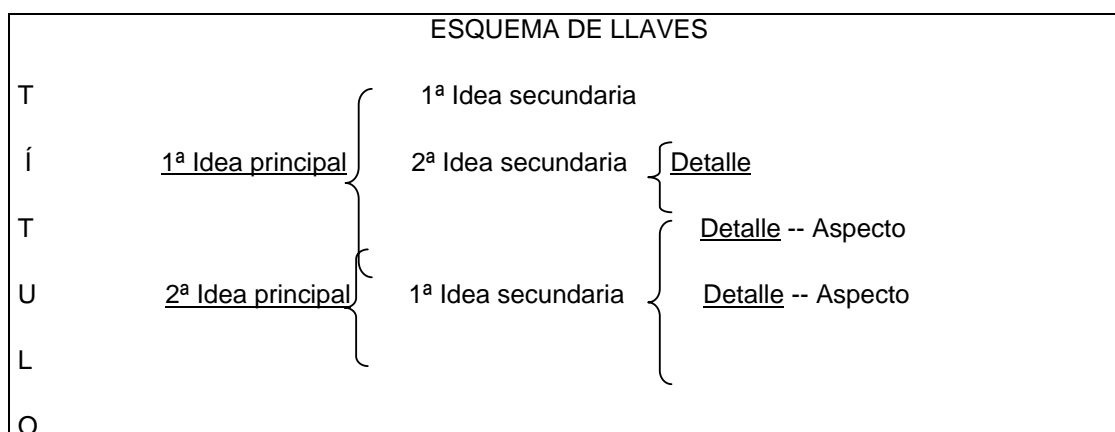 ESQUEMA DE LLAVES
T 1ª Idea secundaria
Í 1ª Idea principal 2ª Idea secundaria Detalle
T Detalle -- Aspecto
U 2ª Idea principal 1ª Idea secundaria Detalle -- Aspecto
L
O